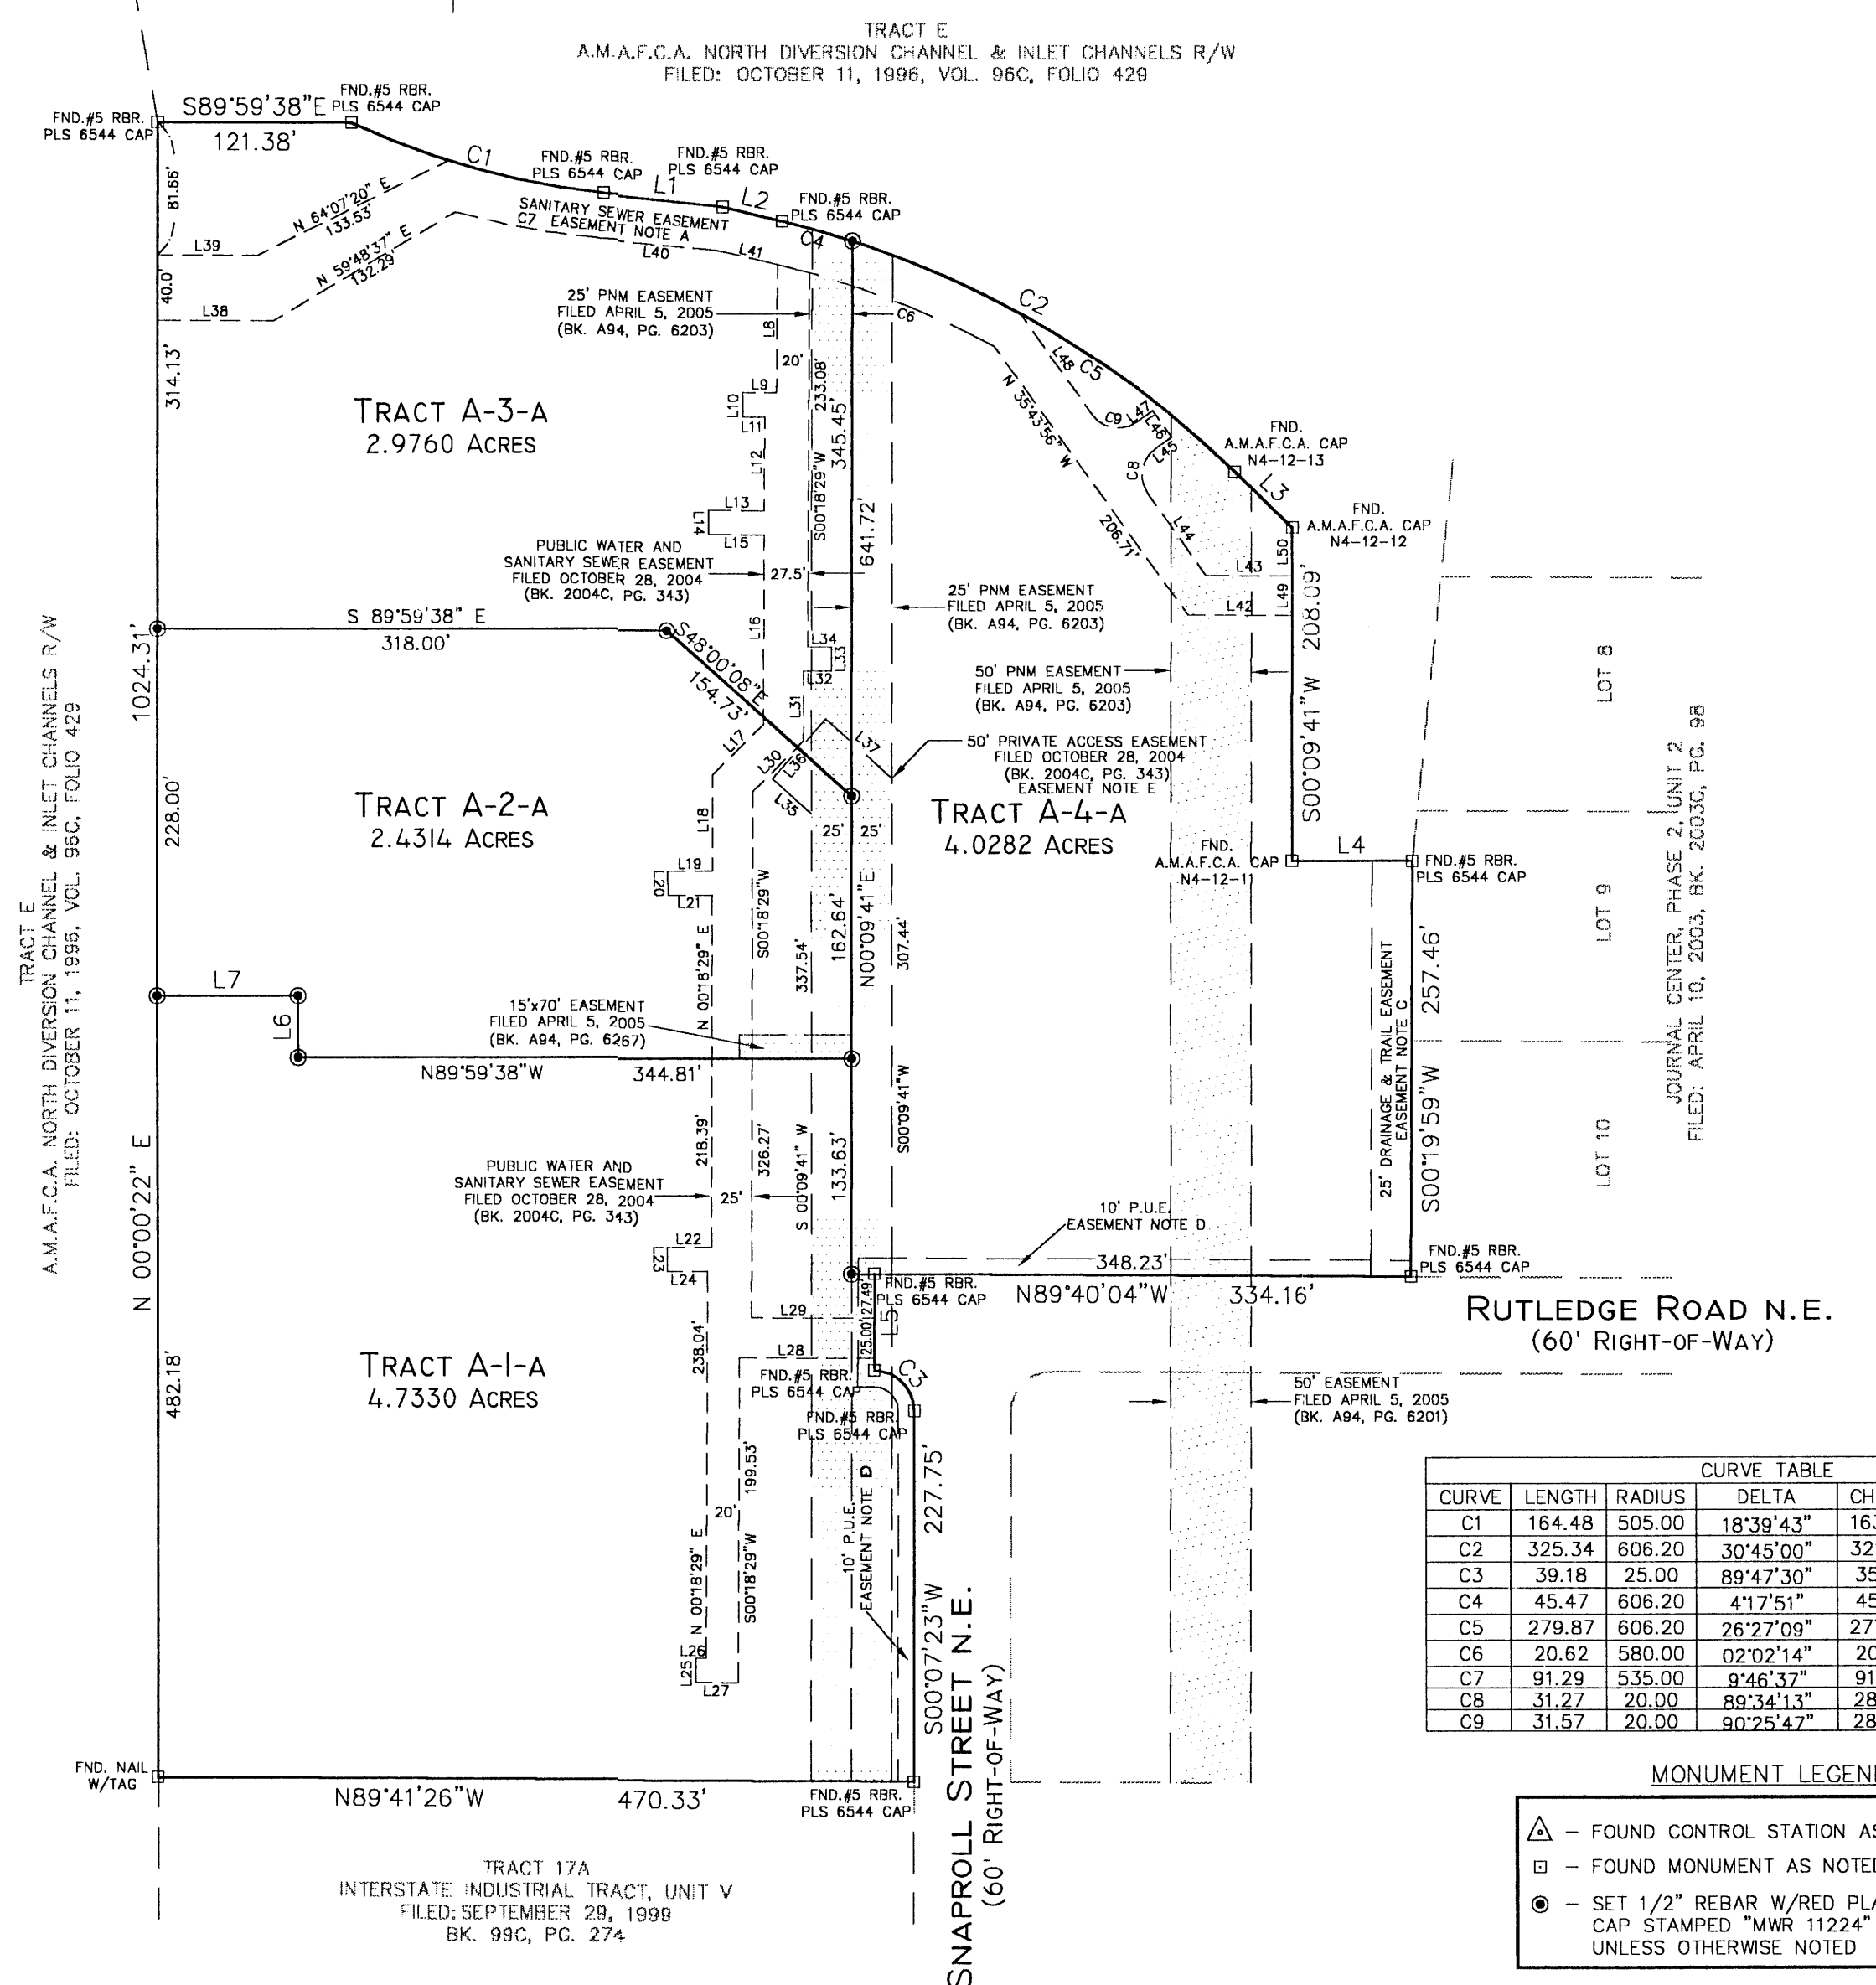 TRACT E
A.M.A.F.C.A. NORTH DIVERSION CHANNEL & INLET CHANNELS R/W
FILED: OCTOBER 11, 1996, VOL. 96C, FOLIO 429
FND.#5 RBR.
PLS 6544 CAP
S89°59'38"E
121.38'
FND.#5 RBR.
PLS 6544 CAP
C1
FND.#5 RBR.
PLS 6544 CAP
L1
FND.#5 RBR.
PLS 6544 CAP
L2
FND.#5 RBR.
PLS 6544 CAP
81.66'
N 64°07'20" E
133.53'
L39
SANITARY SEWER EASEMENT
C7 EASEMENT NOTE A
L40
L41
C4
40.0'
N 59°48'37" E
132.29'
L38
25' PNM EASEMENT
FILED APRIL 5, 2005
(BK. A94, PG. 6203)
L8
20'
C6
C2
L48
C5
314.13'
L9
L10
L11
233.08'
345.45'
N 35°43'56" W
206.71'
C9
L47
L46
L45
C8
FND.
A.M.A.F.C.A. CAP
N4-12-13
TRACT A-3-A
2.9760 ACRES
L12
S00°18'29"W
L3
L13
L14
L15
641.72'
L44
FND.
A.M.A.F.C.A. CAP
N4-12-12
L50
L43
L49
L42
PUBLIC WATER AND
SANITARY SEWER EASEMENT
FILED OCTOBER 28, 2004
(BK. 2004C, PG. 343)
27.5'
25' PNM EASEMENT
FILED APRIL 5, 2005
(BK. A94, PG. 6203)
S 89°59'38" E
318.00'
L16
L34
L33
L32
L31
S48°00'08"E
154.73'
50' PNM EASEMENT
FILED APRIL 5, 2005
(BK. A94, PG. 6203)
S00°09'41"W 208.09'
LOT 8
1024.31'
L17
L30
L36
L37
L35
50' PRIVATE ACCESS EASEMENT
FILED OCTOBER 28, 2004
(BK. 2004C, PG. 343)
EASEMENT NOTE E
TRACT E
A.M.A.F.C.A. NORTH DIVERSION CHANNEL & INLET CHANNELS R/W
FILED: OCTOBER 11, 1996, VOL. 96C, FOLIO 429
228.00'
TRACT A-2-A
2.4314 ACRES
L18
25'
25'
TRACT A-4-A
4.0282 ACRES
FND.
A.M.A.F.C.A. CAP
N4-12-11
L4
FND.#5 RBR.
PLS 6544 CAP
L19
L20
L21
S00°18'29"W
N 00°18'29" E
337.54'
162.64'
N00°09'41"E
307.44'
LOT 9
JOURNAL CENTER, PHASE 2, UNIT 2
FILED: APRIL 10, 2003, BK. 2003C, PG. 98
L7
L6
15'x70' EASEMENT
FILED APRIL 5, 2005
(BK. A94, PG. 6267)
N89°59'38"W
344.81'
25' DRAINAGE & TRAIL EASEMENT
EASEMENT NOTE C
S00°19'59"W 257.46'
LOT 10
N 00°00'22" E
218.39'
326.27'
S 00°09'41" W
133.63'
S00°09'41"W
PUBLIC WATER AND
SANITARY SEWER EASEMENT
FILED OCTOBER 28, 2004
(BK. 2004C, PG. 343)
25'
10' P.U.E.
EASEMENT NOTE D
L22
L23
L24
348.23'
FND.#5 RBR.
PLS 6544 CAP
FND.#5 RBR.
PLS 6544 CAP
N89°40'04"W
334.16'
RUTLEDGE ROAD N.E.
(60' RIGHT-OF-WAY)
L29
27.49'
25.00'
L5
L28
482.18'
TRACT A-1-A
4.7330 ACRES
238.04'
FND.#5 RBR.
PLS 6544 CAP
C3
FND.#5 RBR.
PLS 6544 CAP
50' EASEMENT
FILED APRIL 5, 2005
(BK. A94, PG. 6201)
199.53'
20'
N 00°18'29" E
S00°18'29"W
10' P.U.E.
EASEMENT NOTE D
S00°07'23"W 227.75'
L26
L25
L27
SNAPROLL STREET N.E.
(60' RIGHT-OF-WAY)
FND. NAIL
W/TAG
N89°41'26"W
470.33'
FND.#5 RBR.
PLS 6544 CAP
TRACT 17A
INTERSTATE INDUSTRIAL TRACT, UNIT V
FILED: SEPTEMBER 29, 1999
BK. 99C, PG. 274
CURVE TABLE
CURVE LENGTH RADIUS DELTA CH
C1 164.48 505.00 18°39'43" 163
C2 325.34 606.20 30°45'00" 32
C3 39.18 25.00 89°47'30" 35
C4 45.47 606.20 4°17'51" 45
C5 279.87 606.20 26°27'09" 27
C6 20.62 580.00 02°02'14" 20
C7 91.29 535.00 9°46'37" 91
C8 31.27 20.00 89°34'13" 28
C9 31.57 20.00 90°25'47" 28
MONUMENT LEGEN
– FOUND CONTROL STATION AS
– FOUND MONUMENT AS NOTED
– SET 1/2" REBAR W/RED PLA
CAP STAMPED "MWR 11224"
UNLESS OTHERWISE NOTED